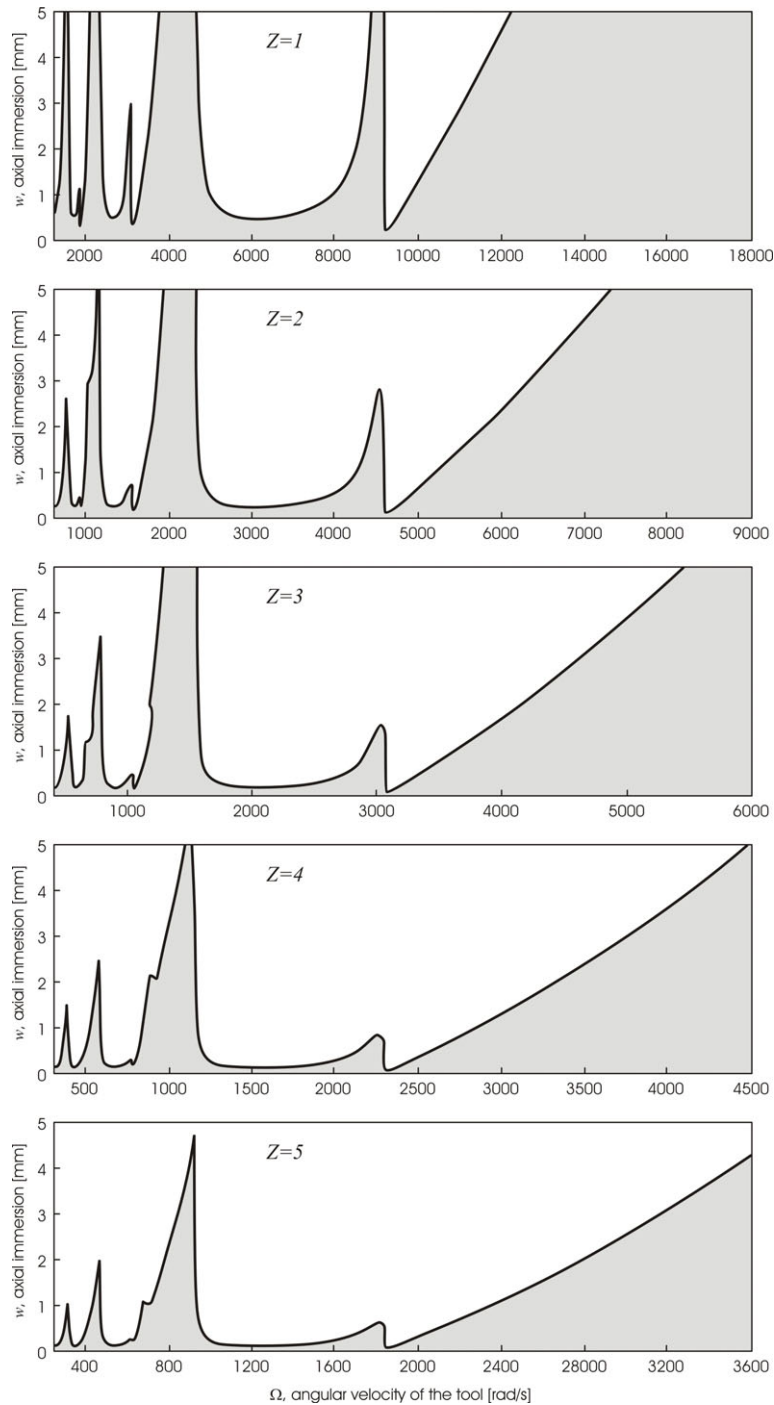 5
4
3
2
1
0
w, axial immersion [mm]
Z=1
2000 4000 6000 8000 10000 12000 14000 16000 18000
5
4
3
2
1
0
w, axial immersion [mm]
Z=2
1000 2000 3000 4000 5000 6000 7000 8000 9000
5
4
3
2
1
0
w, axial immersion [mm]
Z=3
1000 2000 3000 4000 5000 6000
5
4
3
2
1
0
w, axial immersion [mm]
Z=4
500 1000 1500 2000 2500 3000 3500 4000 4500
5
4
3
2
1
0
w, axial immersion [mm]
Z=5
400 800 1200 1600 2000 2400 28000 3200 3600
Ω, angular velocity of the tool [rad/s]